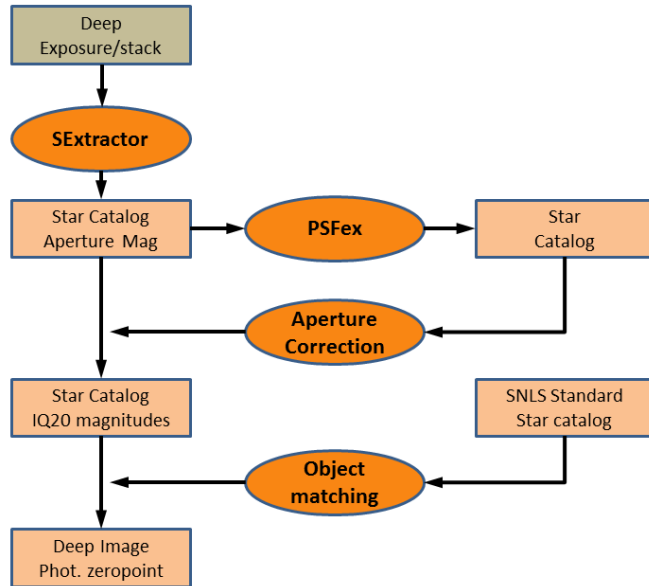 Deep
Exposure/stack
SExtractor
Star Catalog
Aperture Mag
PSFex
Star
Catalog
Aperture
Correction
Star Catalog
IQ20 magnitudes
SNLS Standard
Star catalog
Object
matching
Deep Image
Phot. zeropoint